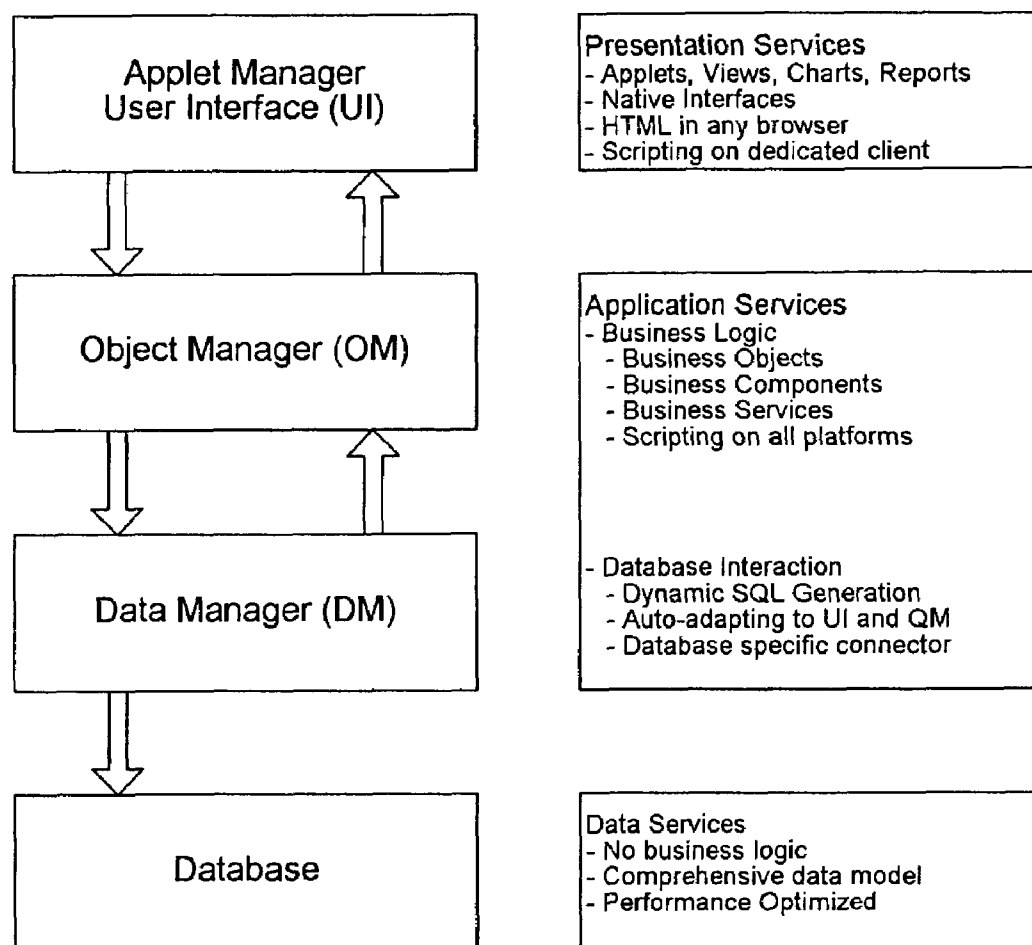 Applet Manager
User Interface (UI)
Presentation Services
- Applets, Views, Charts, Reports
- Native Interfaces
- HTML in any browser
- Scripting on dedicated client
Object Manager (OM)
Application Services
- Business Logic
- Business Objects
- Business Components
- Business Services
- Scripting on all platforms
Data Manager (DM)
- Database Interaction
- Dynamic SQL Generation
- Auto-adapting to UI and QM
- Database specific connector
Database
Data Services
- No business logic
- Comprehensive data model
- Performance Optimized